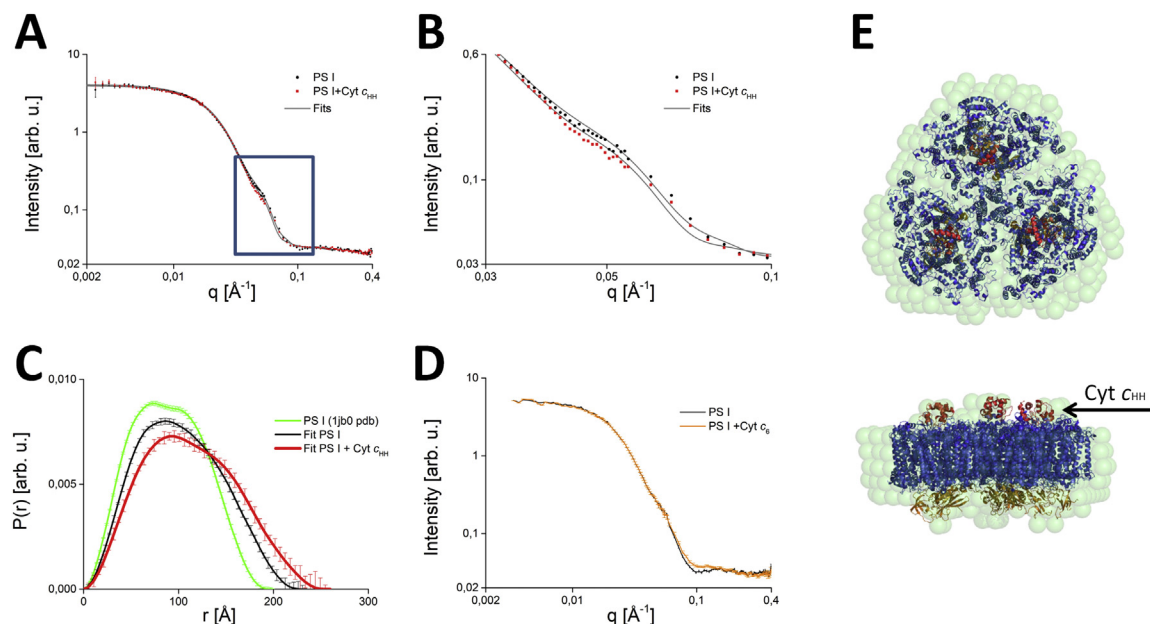 A
10
1
0,1
0,02
Intensity [arb. u.]
PS I
PS I+Cyt cHH
Fits
0,002
0,01
0,1
0,4
q [Å-1]
B
0,6
0,1
0,03
Intensity [arb. u.]
PS I
PS I+Cyt cHH
Fits
0,03
0,05
0,1
q [Å-1]
C
0,010
0,005
0,000
P(r) [arb. u.]
PS I (1jb0 pdb)
Fit PS I
Fit PS I + Cyt cHH
0
100
200
300
r [Å]
D
10
1
0,1
0,02
Intensity [arb. u.]
PS I
PS I +Cyt c6
0,002
0,01
0,1
0,4
q [Å-1]
E
Cyt cHH